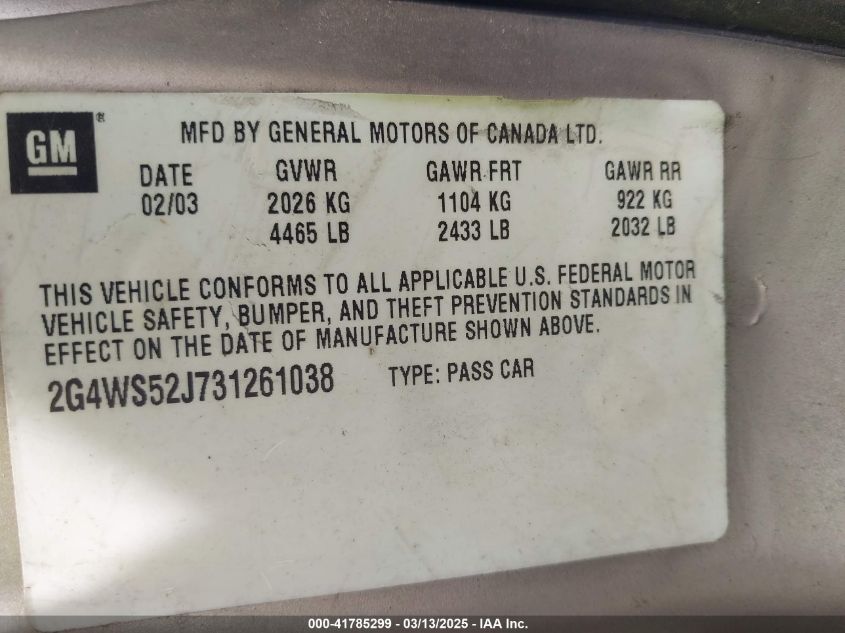 GM®
MFD BY GENERAL MOTORS OF CANADA LTD.
DATE GVWR GAWR FRT GAWR RR
02/03 2026 KG 1104 KG 922 KG
4465 LB 2433 LB 2032 LB
THIS VEHICLE CONFORMS TO ALL APPLICABLE U.S. FEDERAL MOTOR
VEHICLE SAFETY, BUMPER, AND THEFT PREVENTION STANDARDS IN
EFFECT ON THE DATE OF MANUFACTURE SHOWN ABOVE.
2G4WS52J731261038 TYPE: PASS CAR
000-41785299 - 03/13/2025 - IAA Inc.